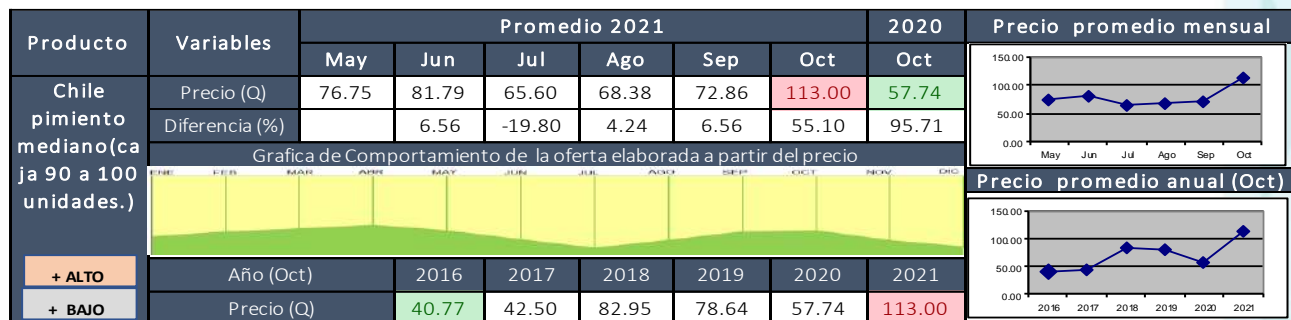 Producto Variables Promedio 2021 2020 Precio promedio mensual
May Jun Jul Ago Sep Oct Oct
Chile pimiento mediano(ca ja 90 a 100 unidades.)
Precio (Q) 76.75 81.79 65.60 68.38 72.86 113.00 57.74
Diferencia (%) 6.56 -19.80 4.24 6.56 55.10 95.71
150.00
100.00
50.00
0.00
May Jun Jul Ago Sep Oct
Grafica de Comportamiento de la oferta elaborada a partir del precio
ENE FEB MAR ABR MAY JUN JUL AGO SEP OCT NOV DIC
Precio promedio anual (Oct)
150.00
100.00
50.00
0.00
2016 2017 2018 2019 2020 2021
+ ALTO Año (Oct) 2016 2017 2018 2019 2020 2021
+ BAJO Precio (Q) 40.77 42.50 82.95 78.64 57.74 113.00